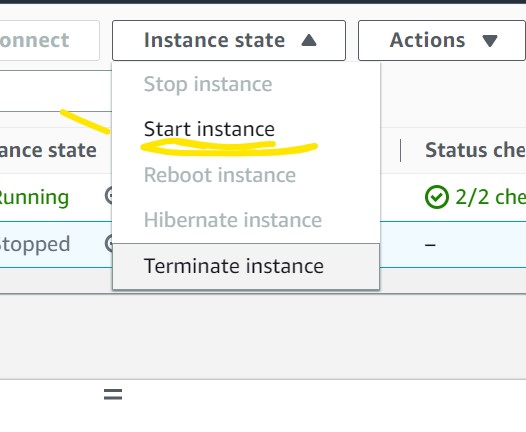 onnect
Instance state
Actions
Stop instance
Start instance
ance state
Status che
Reboot instance
Running
2/2 che
Hibernate instance
Stopped
–
Terminate instance